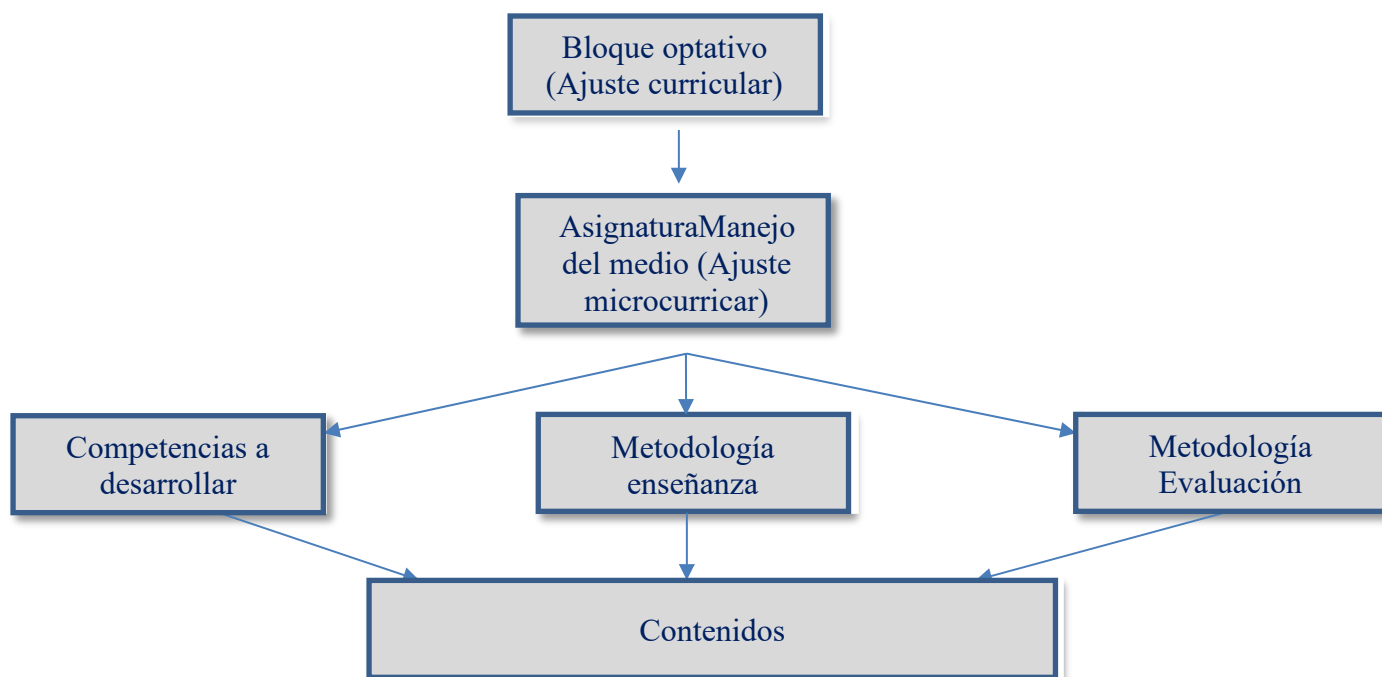 Bloque optativo
(Ajuste curricular)
AsignaturaManejo
del medio (Ajuste
microcurricar)
Competencias a
desarrollar
Metodología
enseñanza
Metodología
Evaluación
Contenidos